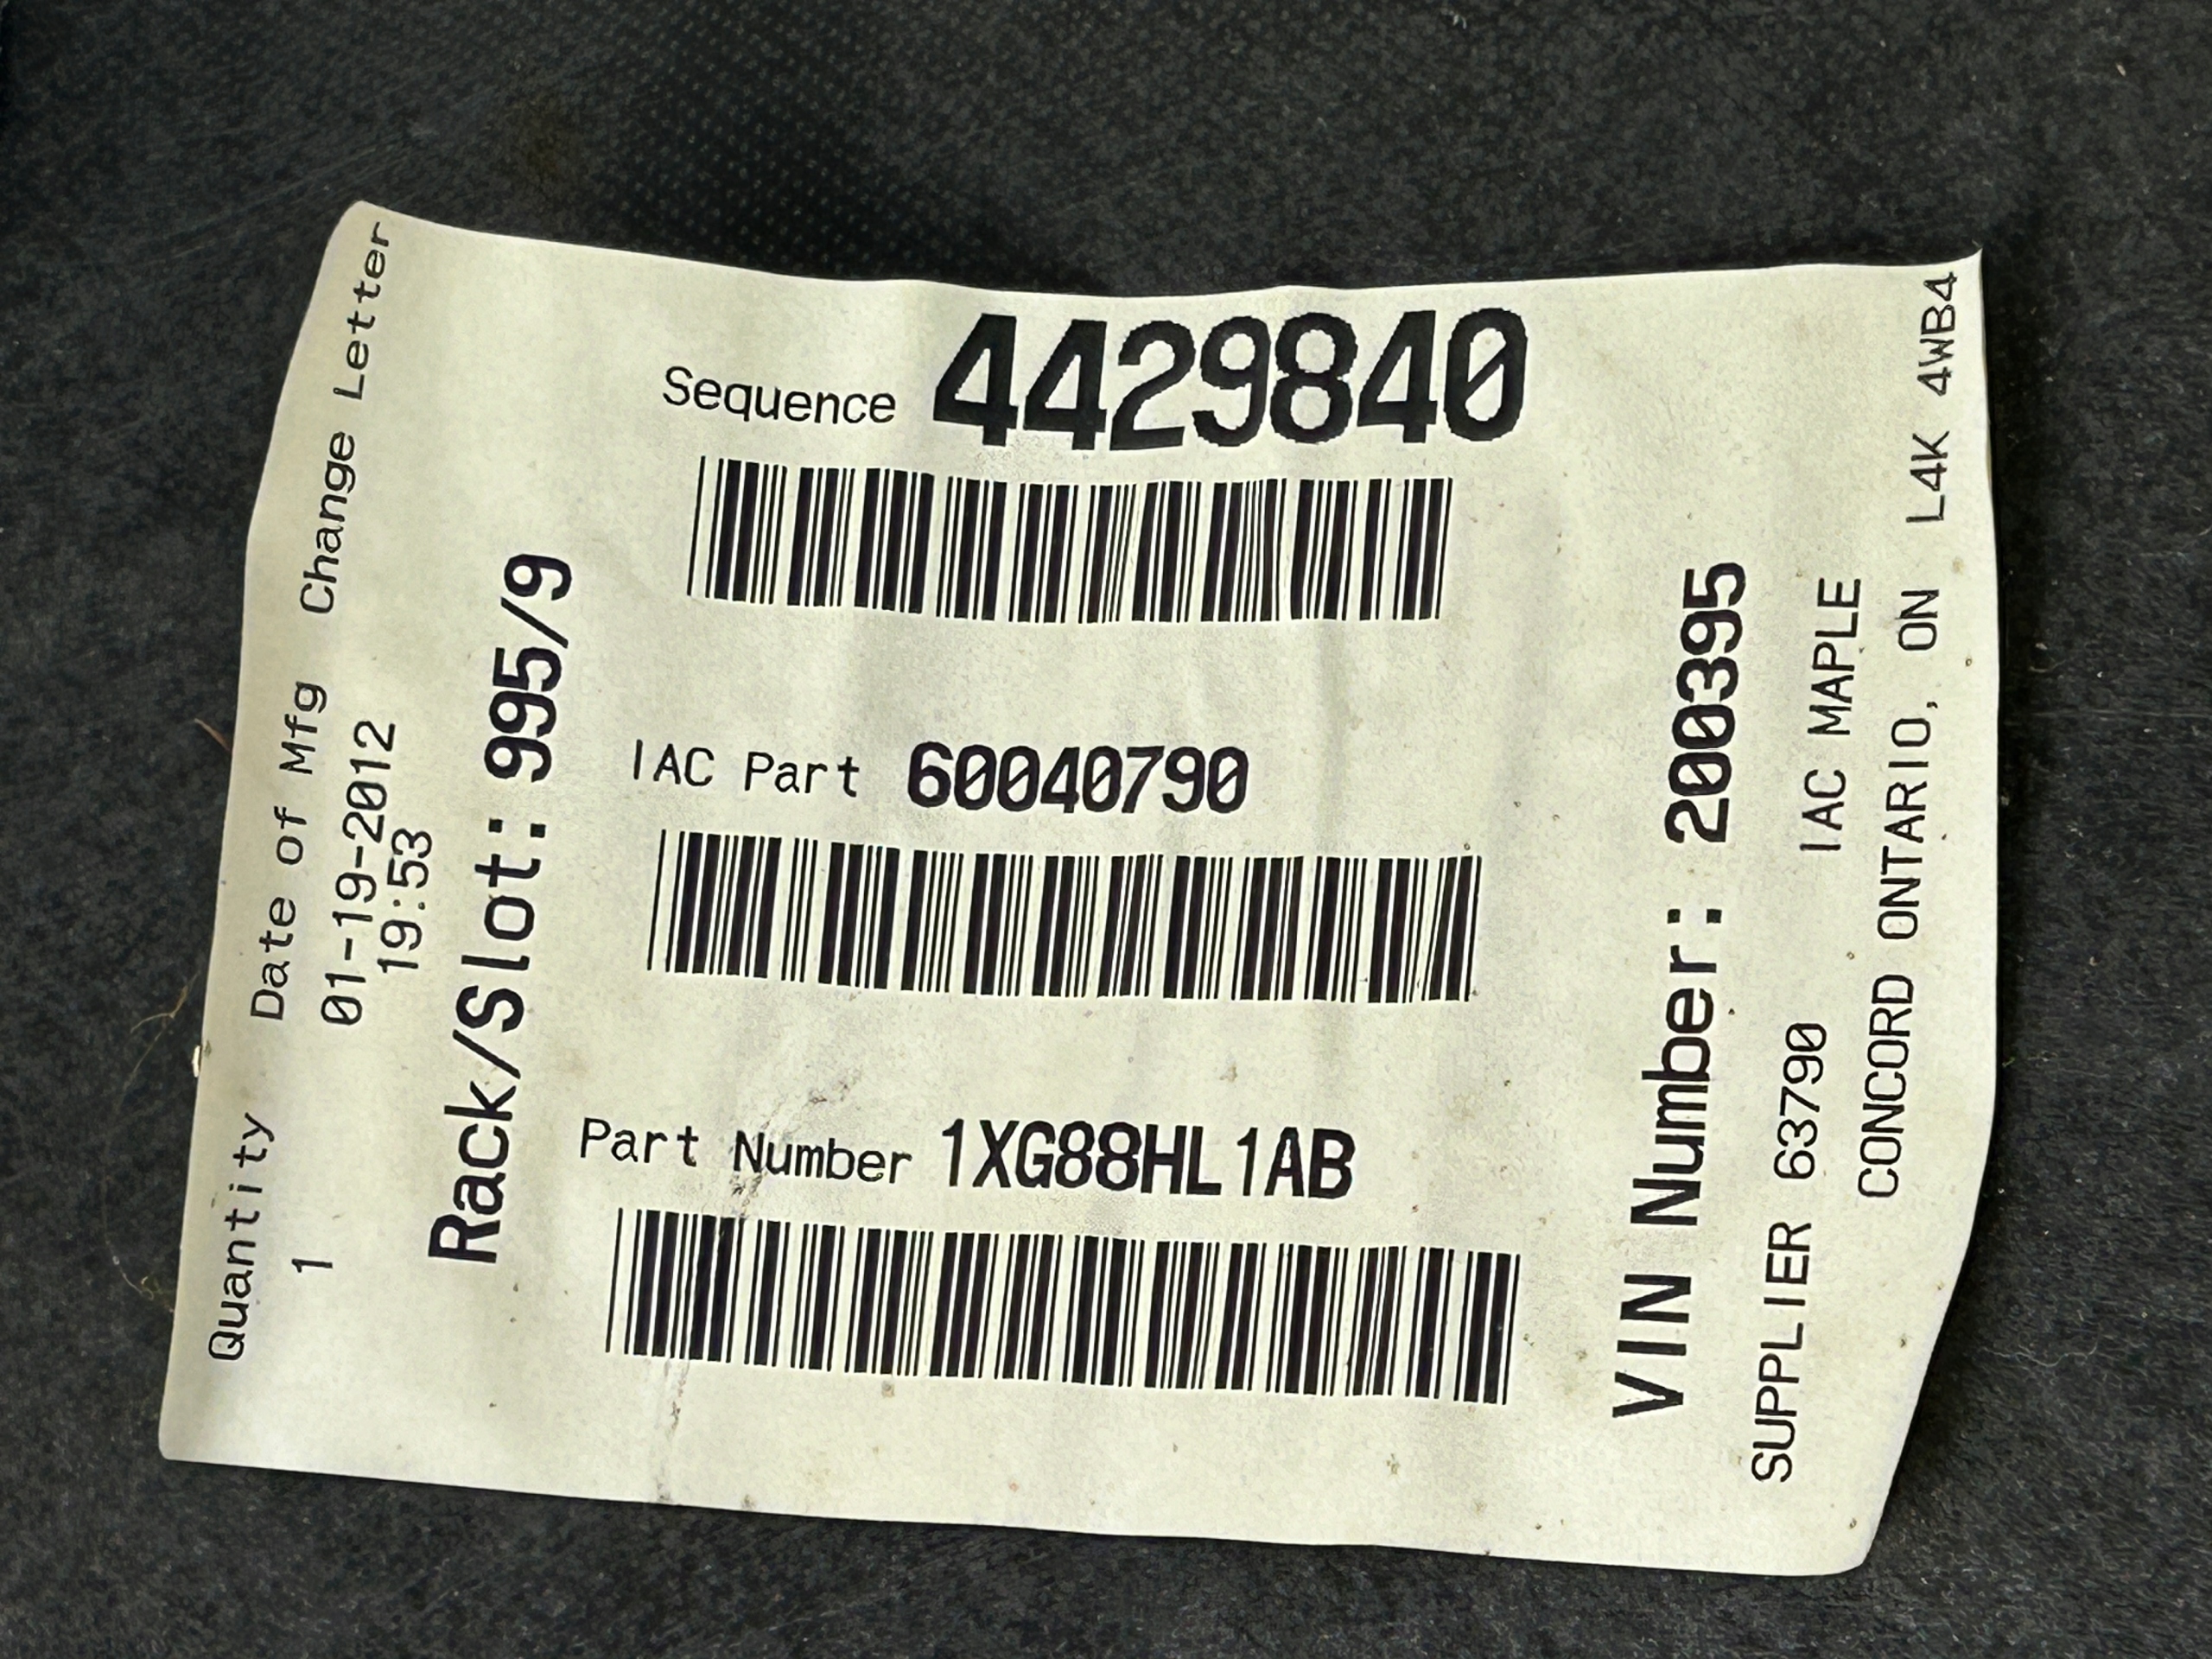 Sequence 4429840
IAC Part 60040790
Part Number 1XG88HL1AB
Quantity Date of Mfg Change Letter
1 01-19-2012
19:53
Rack/Slot: 995/9
VIN Number: 200395
SUPPLIER 63790 IAC MAPLE
CONCORD ONTARIO, ON L4K 4WB4